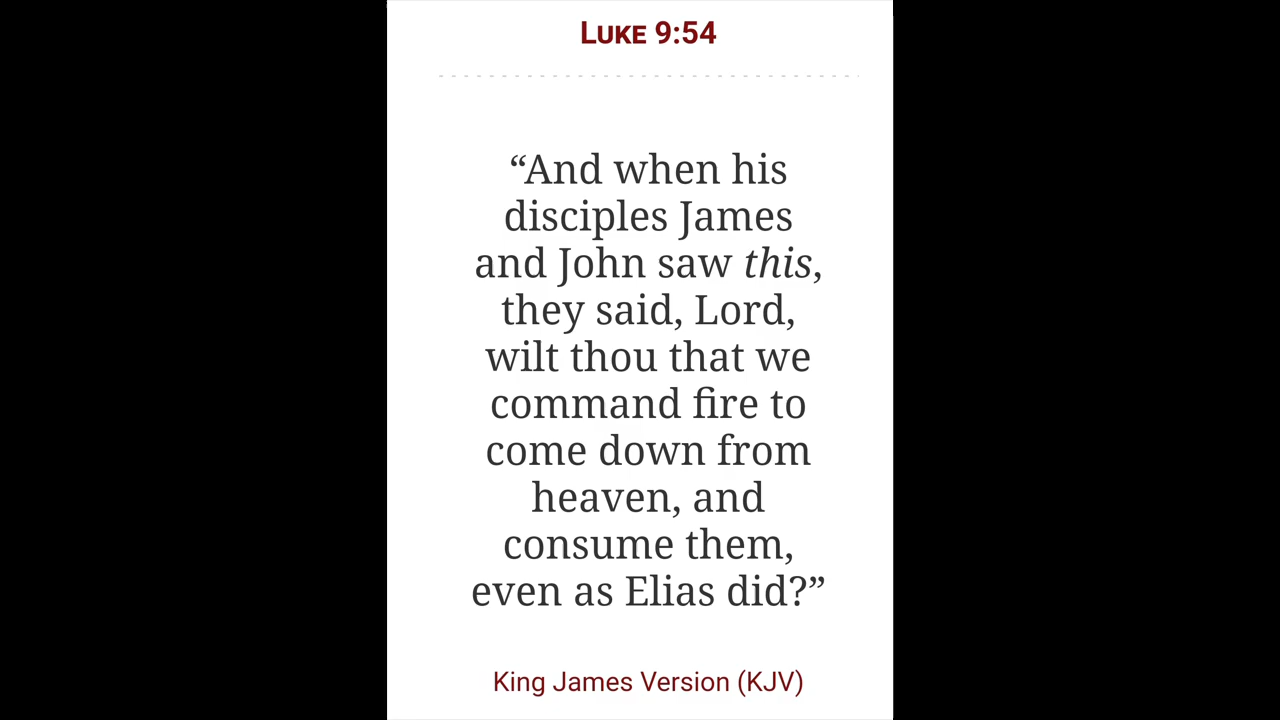 Luke 9:54
“And when his
disciples James
and John saw this,
they said, Lord,
wilt thou that we
command fire to
come down from
heaven, and
consume them,
even as Elias did?”
King James Version (KJV)